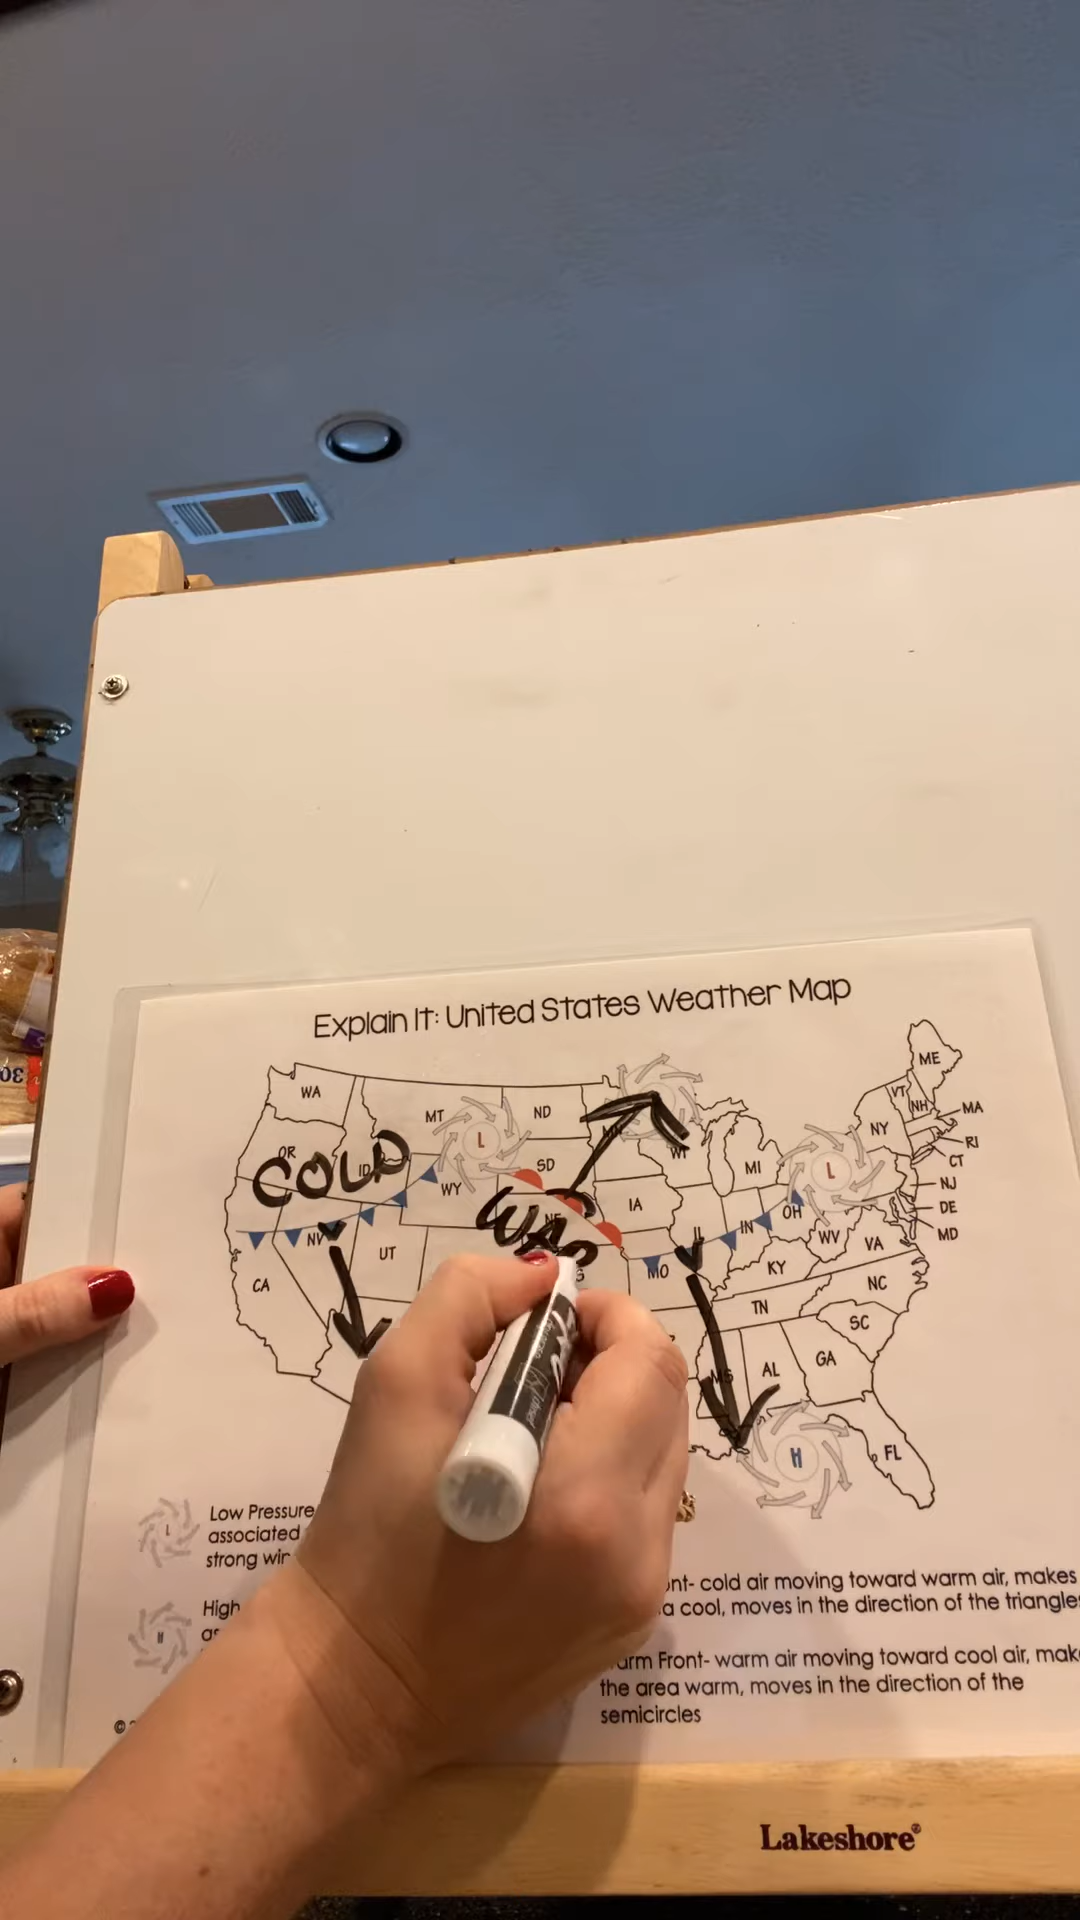 Explain It: United States Weather Map
ME
WA
MT
ND
VT
NH
MA
NY
MN
RI
OR
L
WI
MI
L
CT
COLD
ID
SD
NJ
WY
IA
OH
DE
WA
NE
IN
MD
NV
UT
IL
WV
VA
CA
MO
KY
NC
TN
SC
MS
AL
GA
H
FL
L
Low Pressure
associated
strong
cold air moving toward warm air, makes
a cool, moves in the direction of the
High
H
Front- warm air moving toward cool air,
the area warm, moves in the direction of the
semicircles
©
Lakeshore®